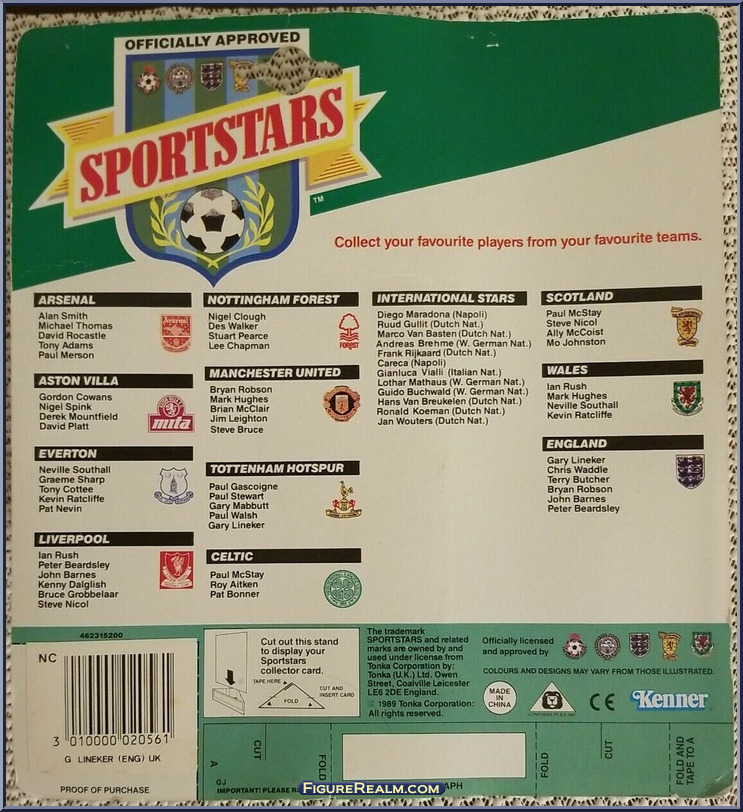 OFFICIALLY APPROVED
SPORTSTARS
TM
Collect your favourite players from your favourite teams.
ARSENAL
Alan Smith
Michael Thomas
David Rocastle
Tony Adams
Paul Merson
Arsenal
ASTON VILLA
Gordon Cowans
Nigel Spink
Derek Mountfield
David Platt
mita
EVERTON
Neville Southall
Graeme Sharp
Tony Cottee
Kevin Ratcliffe
Pat Nevin
LIVERPOOL
Ian Rush
Peter Beardsley
John Barnes
Kenny Dalglish
Bruce Grobbelaar
Steve Nicol
NOTTINGHAM FOREST
Nigel Clough
Des Walker
Stuart Pearce
Lee Chapman
FOREST
MANCHESTER UNITED
Bryan Robson
Mark Hughes
Brian McClair
Jim Leighton
Steve Bruce
TOTTENHAM HOTSPUR
Paul Gascoigne
Paul Stewart
Gary Mabbutt
Paul Walsh
Gary Lineker
CELTIC
Paul McStay
Roy Aitken
Pat Bonner
INTERNATIONAL STARS
Diego Maradona (Napoli)
Ruud Gullit (Dutch Nat.)
Marco Van Basten (Dutch Nat.)
Andreas Brehme (W. German Nat.)
Frank Rijkaard (Dutch Nat.)
Careca (Napoli)
Gianluca Vialli (Italian Nat.)
Lothar Mathaus (W. German Nat.)
Guido Buchwald (W. German Nat.)
Hans Van Breukelen (Dutch Nat.)
Ronald Koeman (Dutch Nat.)
Jan Wouters (Dutch Nat.)
SCOTLAND
Paul McStay
Steve Nicol
Ally McCoist
Mo Johnston
WALES
Ian Rush
Mark Hughes
Neville Southall
Kevin Ratcliffe
ENGLAND
Gary Lineker
Chris Waddle
Terry Butcher
Bryan Robson
John Barnes
Peter Beardsley
462315200
NC
3 010000 020561
G LINEKER (ENG) UK
PROOF OF PURCHASE
Cut out this stand
to display your
Sportstars
collector card.
TAPE HERE
FOLD
CUT AND
INSERT CARD
The trademark
SPORTSTARS and related
marks are owned by and
used under license from
Tonka Corporation by:
Tonka (U.K.) Ltd. Owen
Street, Coalville Leicester
LE6 2DE England.
© 1989 Tonka Corporation:
All rights reserved.
Officially licensed
and approved by
COLOURS AND DESIGNS MAY VARY FROM THOSE ILLUSTRATED.
MADE
IN
CHINA
CE
Kenner
A
CUT
FOLD
GJ
IMPORTANT! PLEASE
FOLD
CUT
FOLD AND
TAPE TO A
FIGUREREALM.COM